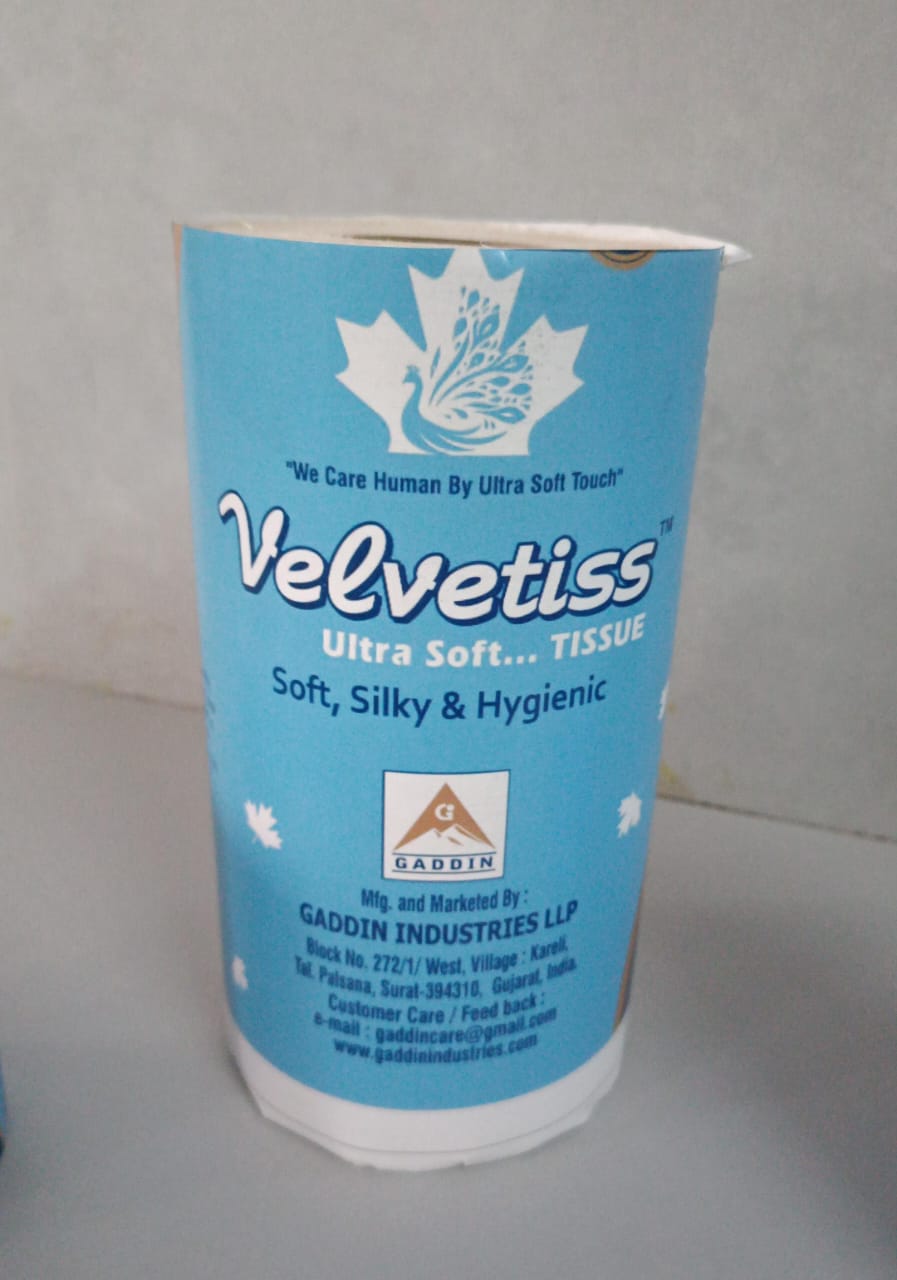 "We Care Human By Ultra Soft Touch"
Velvetiss™
Ultra Soft... TISSUE
Soft, Silky & Hygienic
G
GADDIN
Mfg. and Marketed By :
GADDIN INDUSTRIES LLP
Block No. 272/1/ West, Village : Kareli,
Tal. Palsana, Surat-394310, Gujarat, India.
Customer Care / Feed back :
e-mail : gaddincare@gmail.com
www.gaddinindustries.com